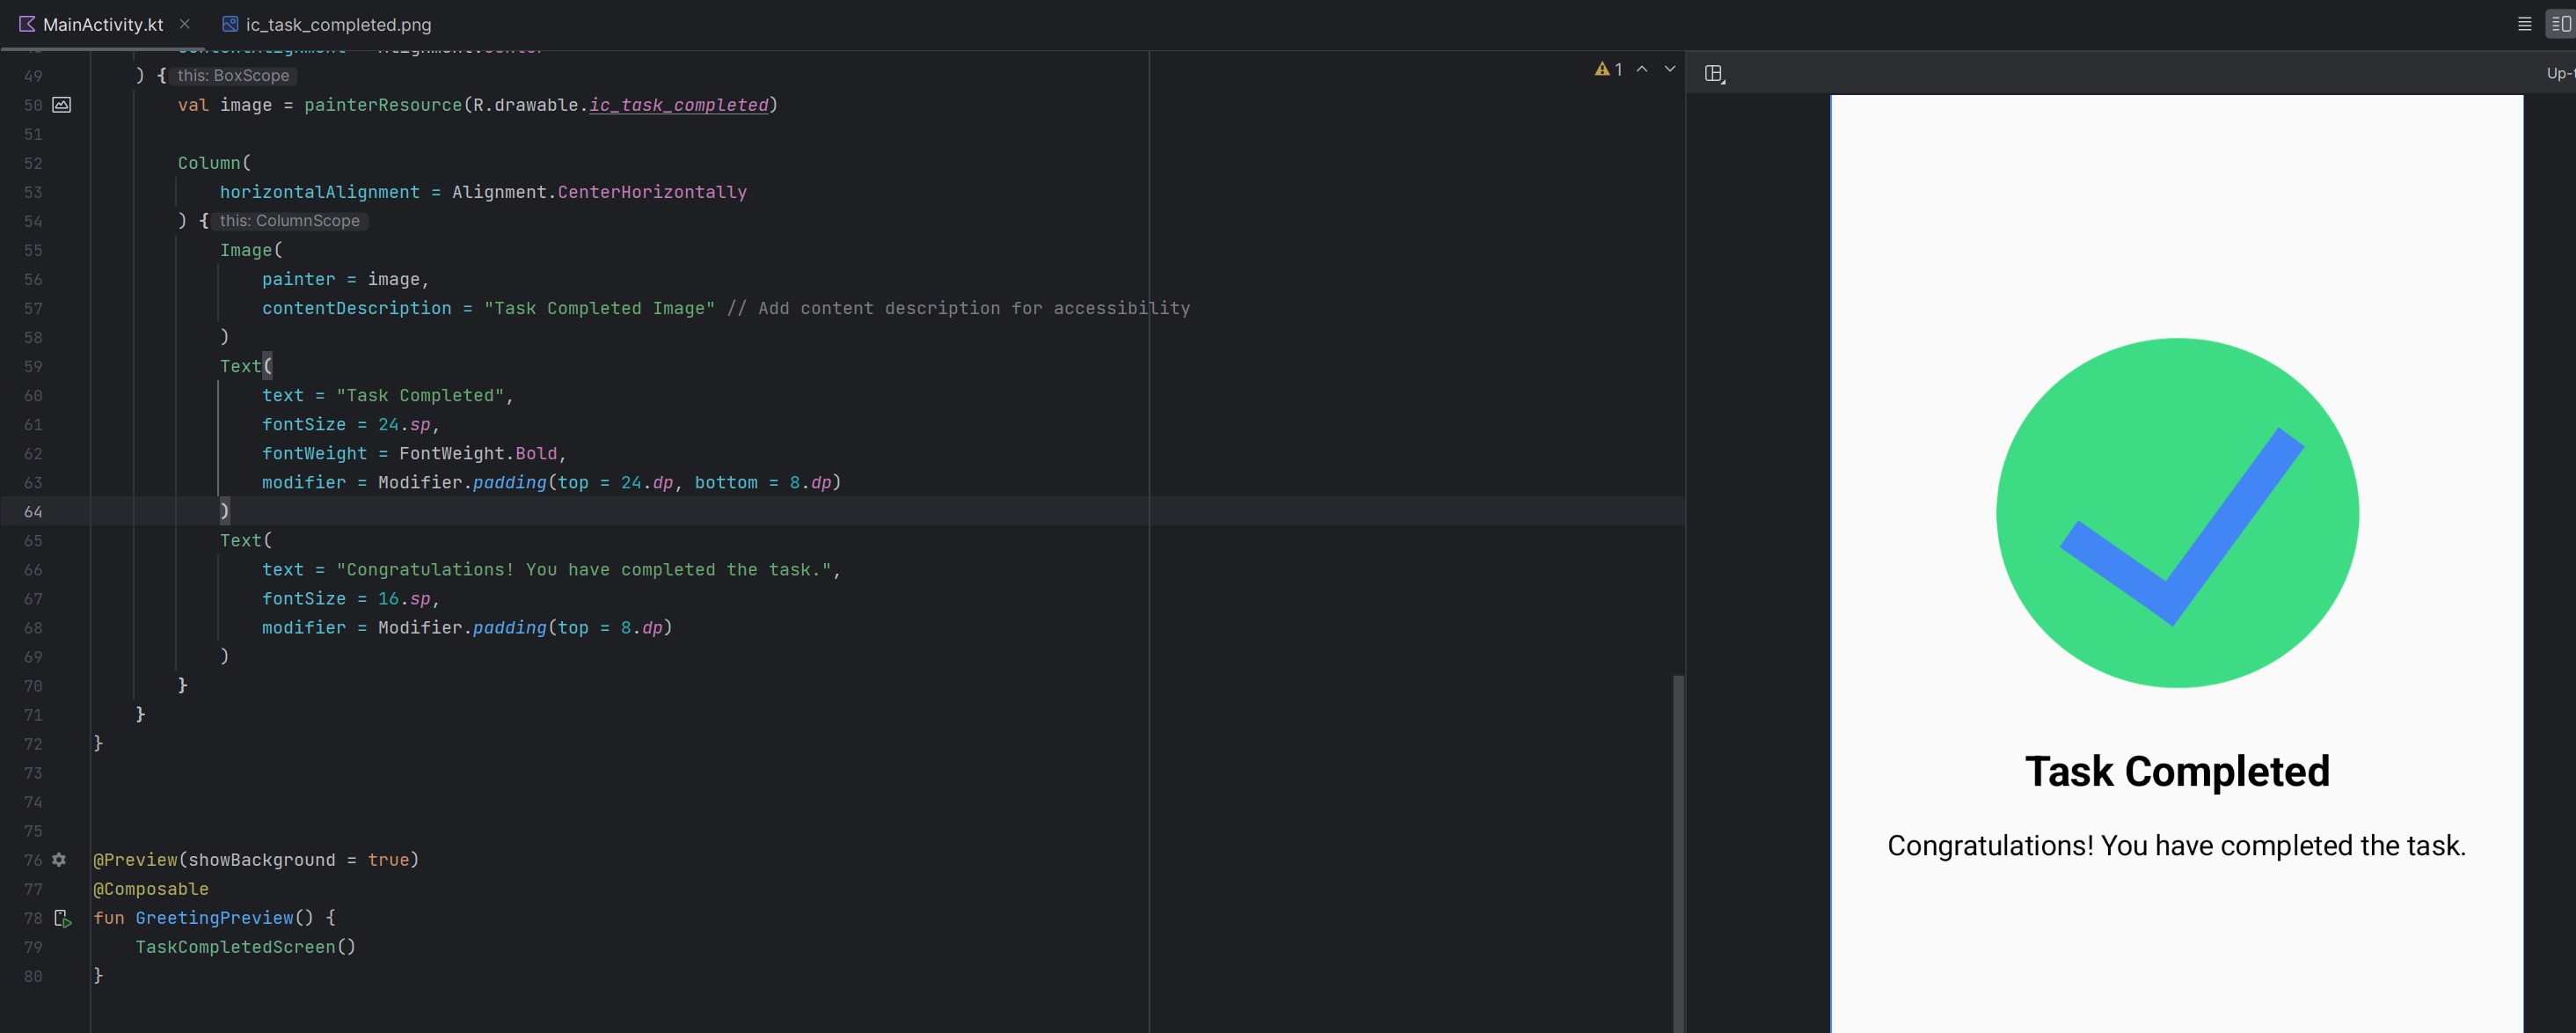 MainActivity.kt
ic_task_completed.png
49 ) { this: BoxScope
50 val image = painterResource(R.drawable.ic_task_completed)
51
52 Column(
53 horizontalAlignment = Alignment.CenterHorizontally
54 ) { this: ColumnScope
55 Image(
56 painter = image,
57 contentDescription = "Task Completed Image" // Add content description for accessibility
58 )
59 Text(
60 text = "Task Completed",
61 fontSize = 24.sp,
62 fontWeight = FontWeight.Bold,
63 modifier = Modifier.padding(top = 24.dp, bottom = 8.dp)
64 )
65 Text(
66 text = "Congratulations! You have completed the task.",
67 fontSize = 16.sp,
68 modifier = Modifier.padding(top = 8.dp)
69 )
70 }
71 }
72 }
73
74
75
76 @Preview(showBackground = true)
77 @Composable
78 fun GreetingPreview() {
79 TaskCompletedScreen()
80 }
1
Task Completed
Congratulations! You have completed the task.